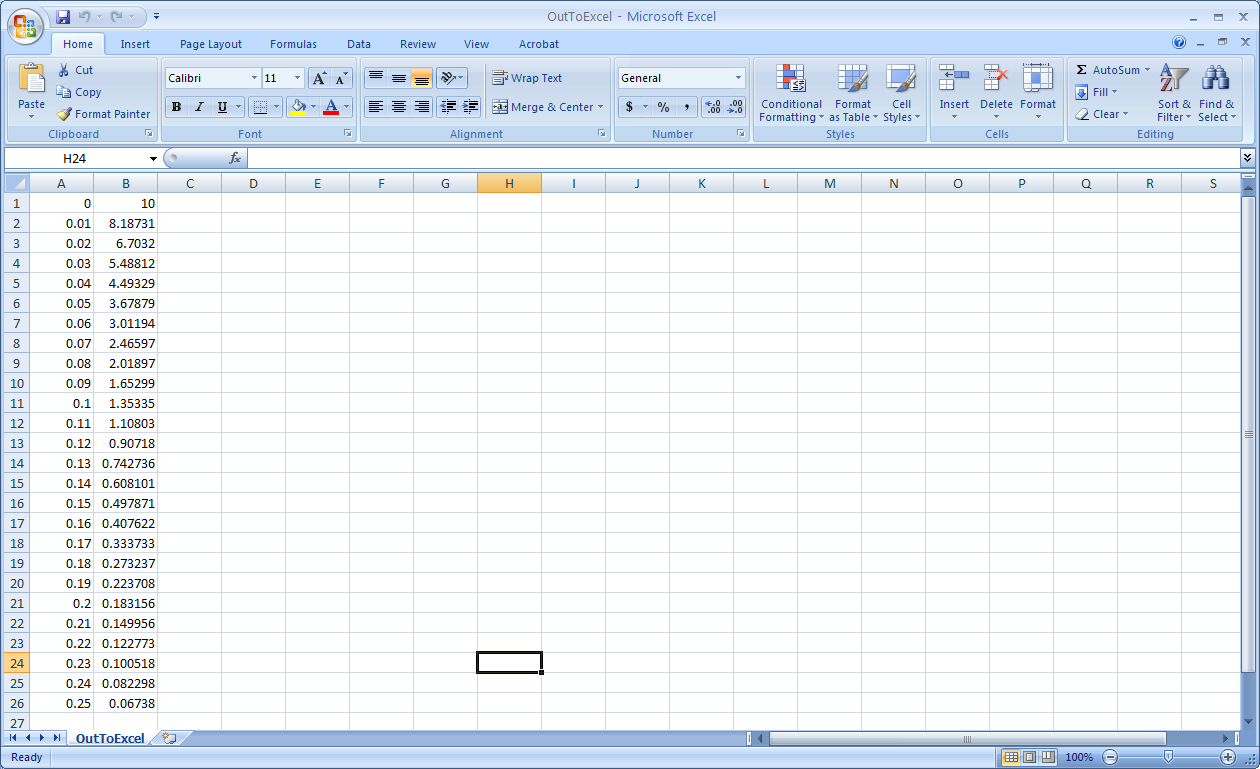 OutToExcel - Microsoft Excel
Home Insert Page Layout Formulas Data Review View Acrobat
Cut
Copy
Format Painter
Paste
Clipboard
Calibri 11
B I U
Font
Wrap Text
Merge & Center
Alignment
General
$ % ,
Number
Conditional Formatting
Format as Table
Cell Styles
Styles
Insert Delete Format
Cells
Σ AutoSum
Fill
Clear
Sort & Filter
Find & Select
Editing
H24 fx
A B C D E F G H I J K L M N O P Q R S
1 0 10
2 0.01 8.18731
3 0.02 6.7032
4 0.03 5.48812
5 0.04 4.49329
6 0.05 3.67879
7 0.06 3.01194
8 0.07 2.46597
9 0.08 2.01897
10 0.09 1.65299
11 0.1 1.35335
12 0.11 1.10803
13 0.12 0.90718
14 0.13 0.742736
15 0.14 0.608101
16 0.15 0.497871
17 0.16 0.407622
18 0.17 0.333733
19 0.18 0.273237
20 0.19 0.223708
21 0.2 0.183156
22 0.21 0.149956
23 0.22 0.122773
24 0.23 0.100518
25 0.24 0.082298
26 0.25 0.06738
27
OutToExcel
Ready 100%